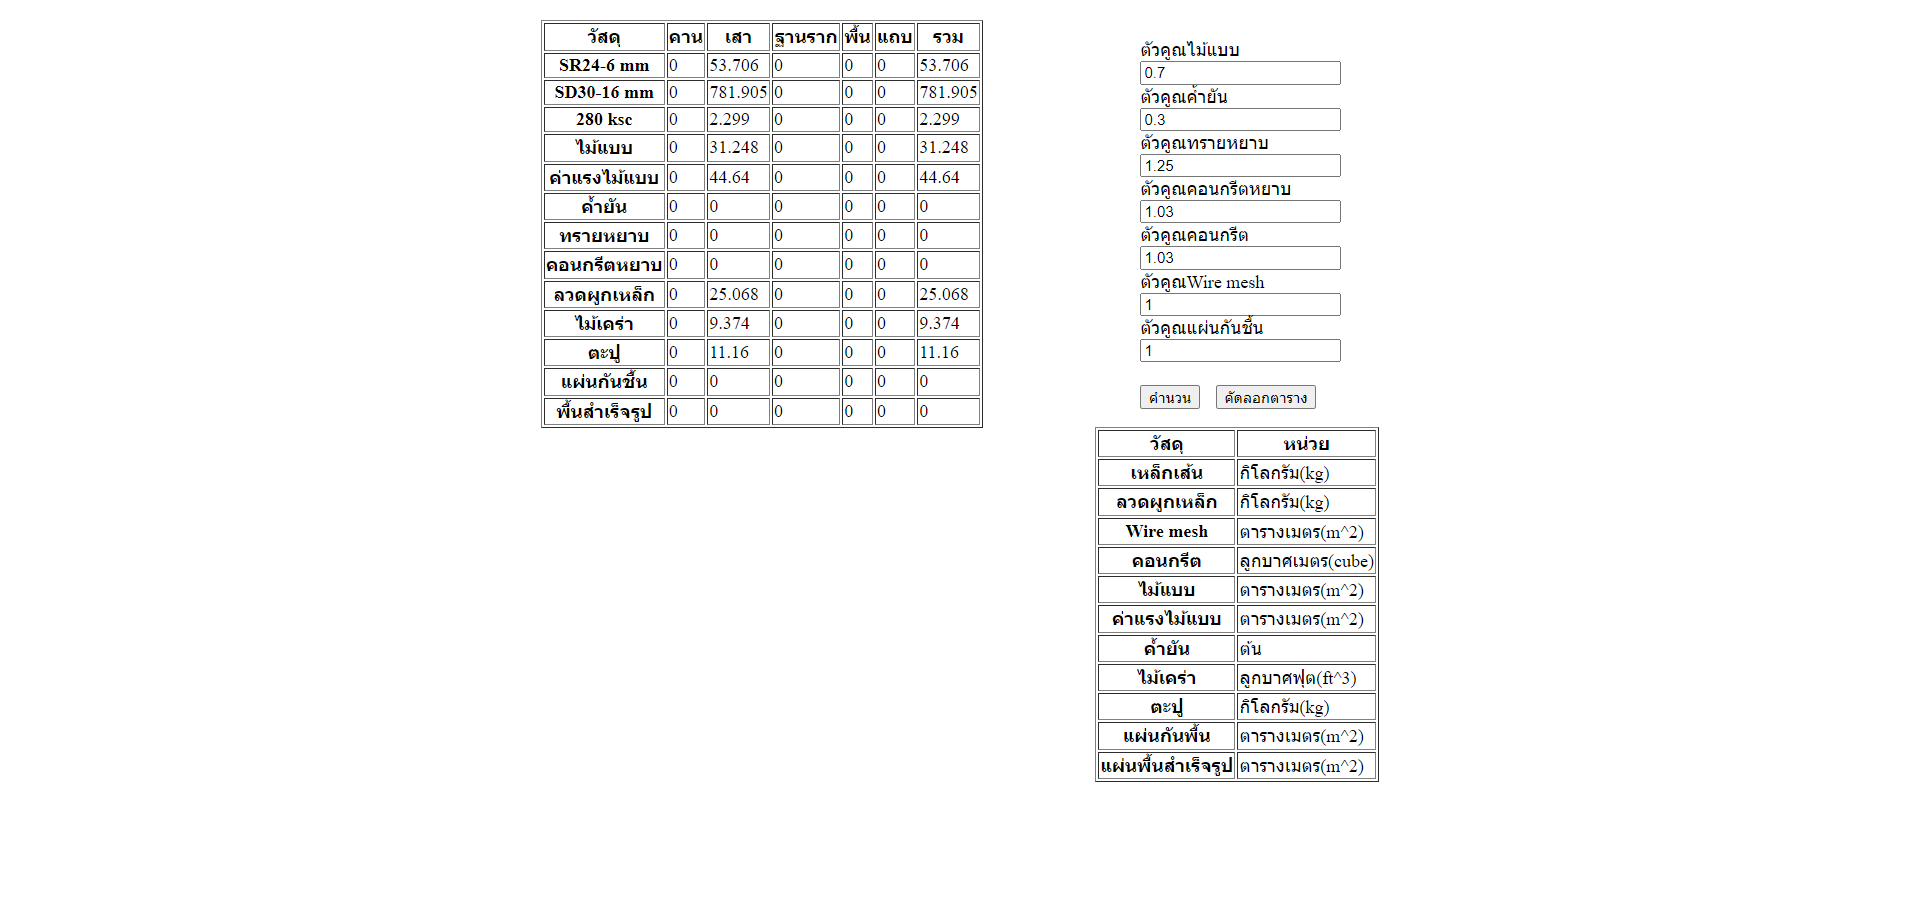 วัสดุ คาน เสา ฐานราก พื้น แถบ รวม
SR24-6 mm 0 53.706 0 0 0 53.706
SD30-16 mm 0 781.905 0 0 0 781.905
280 ksc 0 2.299 0 0 0 2.299
ไม้แบบ 0 31.248 0 0 0 31.248
ค่าแรงไม้แบบ 0 44.64 0 0 0 44.64
ค้ำยัน 0 0 0 0 0 0
ทรายหยาบ 0 0 0 0 0 0
คอนกรีตหยาบ 0 0 0 0 0 0
ลวดผูกเหล็ก 0 25.068 0 0 0 25.068
ไม้เคร่า 0 9.374 0 0 0 9.374
ตะปู 0 11.16 0 0 0 11.16
แผ่นกันชื้น 0 0 0 0 0 0
พื้นสำเร็จรูป 0 0 0 0 0 0
ตัวคูณไม้แบบ
0.7
ตัวคูณค้ำยัน
0.3
ตัวคูณทรายหยาบ
1.25
ตัวคูณคอนกรีตหยาบ
1.03
ตัวคูณคอนกรีต
1.03
ตัวคูณWire mesh
1
ตัวคูณแผ่นกันชื้น
1
คำนวน คัดลอกตาราง
วัสดุ หน่วย
เหล็กเส้น กิโลกรัม(kg)
ลวดผูกเหล็ก กิโลกรัม(kg)
Wire mesh ตารางเมตร(m^2)
คอนกรีต ลูกบาศเมตร(cube)
ไม้แบบ ตารางเมตร(m^2)
ค่าแรงไม้แบบ ตารางเมตร(m^2)
ค้ำยัน ต้น
ไม้เคร่า ลูกบาศฟุต(ft^3)
ตะปู กิโลกรัม(kg)
แผ่นกันพื้น ตารางเมตร(m^2)
แผ่นพื้นสำเร็จรูป ตารางเมตร(m^2)